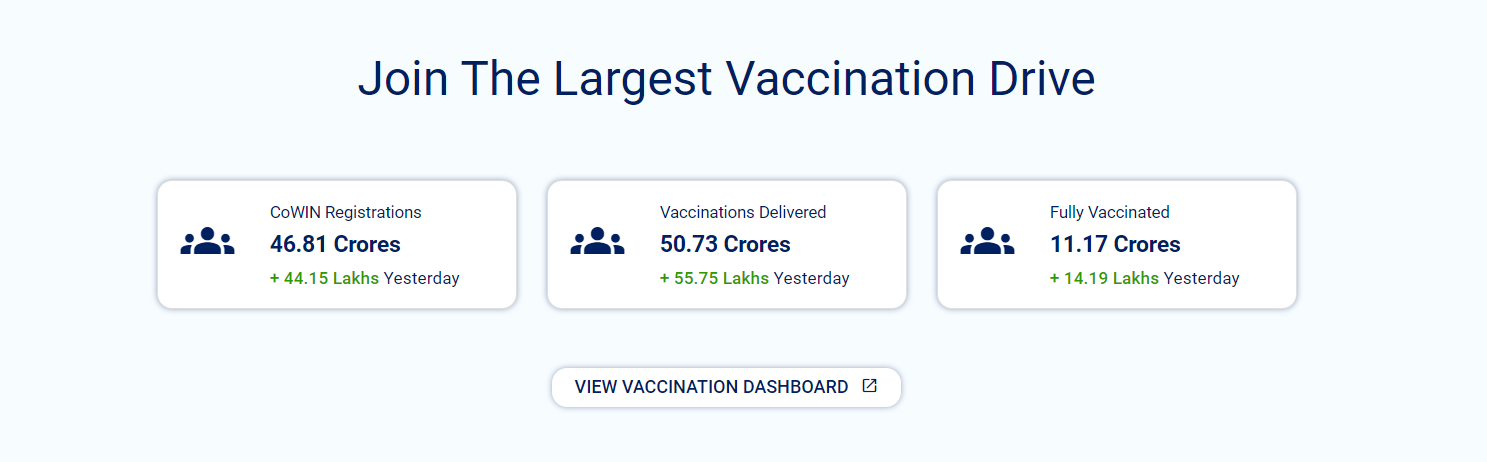 Join The Largest Vaccination Drive
CoWIN Registrations
46.81 Crores
+ 44.15 Lakhs Yesterday
Vaccinations Delivered
50.73 Crores
+ 55.75 Lakhs Yesterday
Fully Vaccinated
11.17 Crores
+ 14.19 Lakhs Yesterday
VIEW VACCINATION DASHBOARD